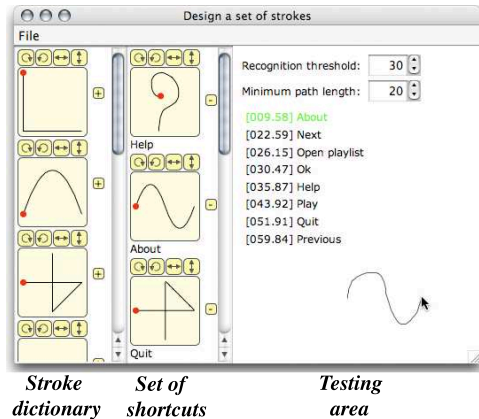 Design a set of strokes
File
Recognition threshold: 30
Minimum path length: 20
[009.58] About
[022.59] Next
[026.15] Open playlist
[030.47] Ok
[035.87] Help
[043.92] Play
[051.91] Quit
[059.84] Previous
+
+
+
-
Help
-
About
-
Quit
Stroke dictionary
Set of shortcuts
Testing area